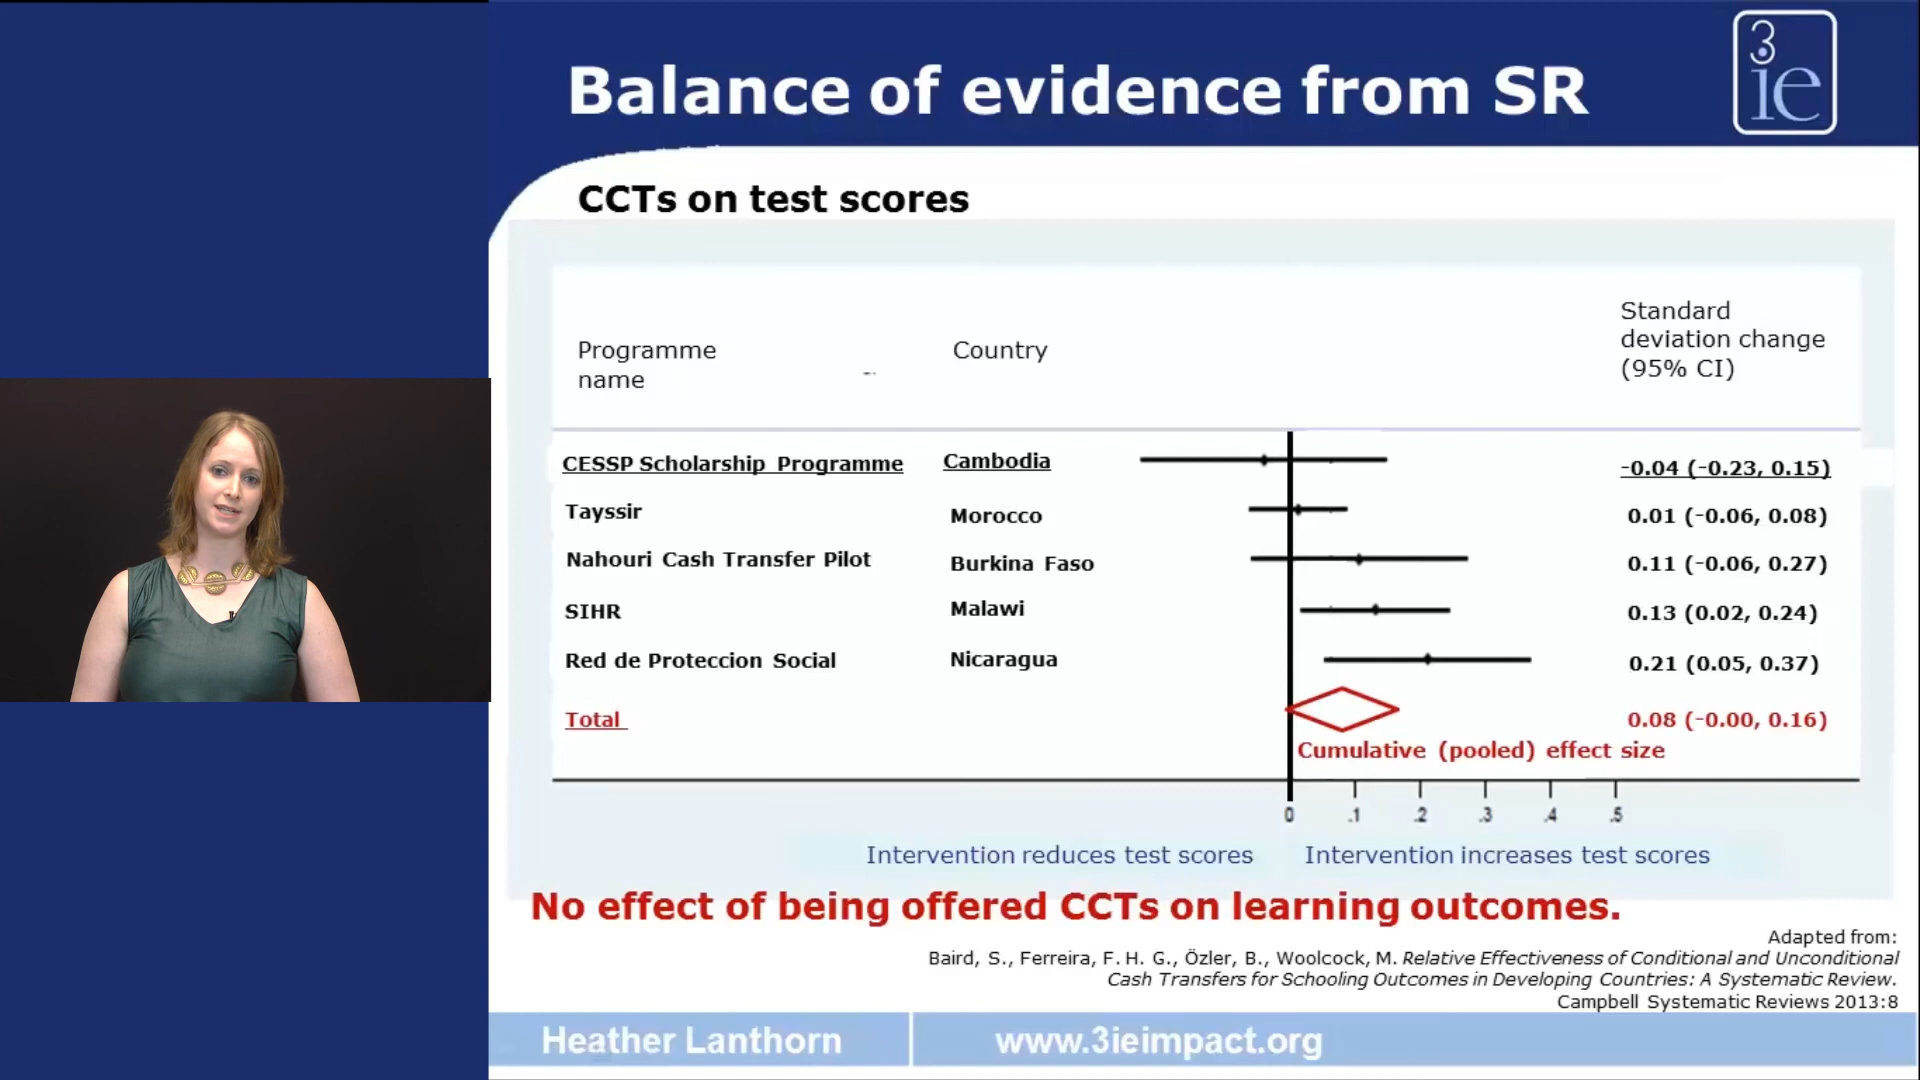 Balance of evidence from SR
3
ie
CCTs on test scores
Programme
name
Country
Standard
deviation change
(95% CI)
CESSP Scholarship Programme Cambodia -0.04 (-0.23, 0.15)
Tayssir Morocco 0.01 (-0.06, 0.08)
Nahouri Cash Transfer Pilot Burkina Faso 0.11 (-0.06, 0.27)
SIHR Malawi 0.13 (0.02, 0.24)
Red de Proteccion Social Nicaragua 0.21 (0.05, 0.37)
Total 0.08 (-0.00, 0.16)
Cumulative (pooled) effect size
0 .1 .2 .3 .4 .5
Intervention reduces test scores Intervention increases test scores
No effect of being offered CCTs on learning outcomes.
Adapted from:
Baird, S., Ferreira, F. H. G., Özler, B., Woolcock, M. Relative Effectiveness of Conditional and Unconditional
Cash Transfers for Schooling Outcomes in Developing Countries: A Systematic Review.
Campbell Systematic Reviews 2013:8
Heather Lanthorn www.3ieimpact.org